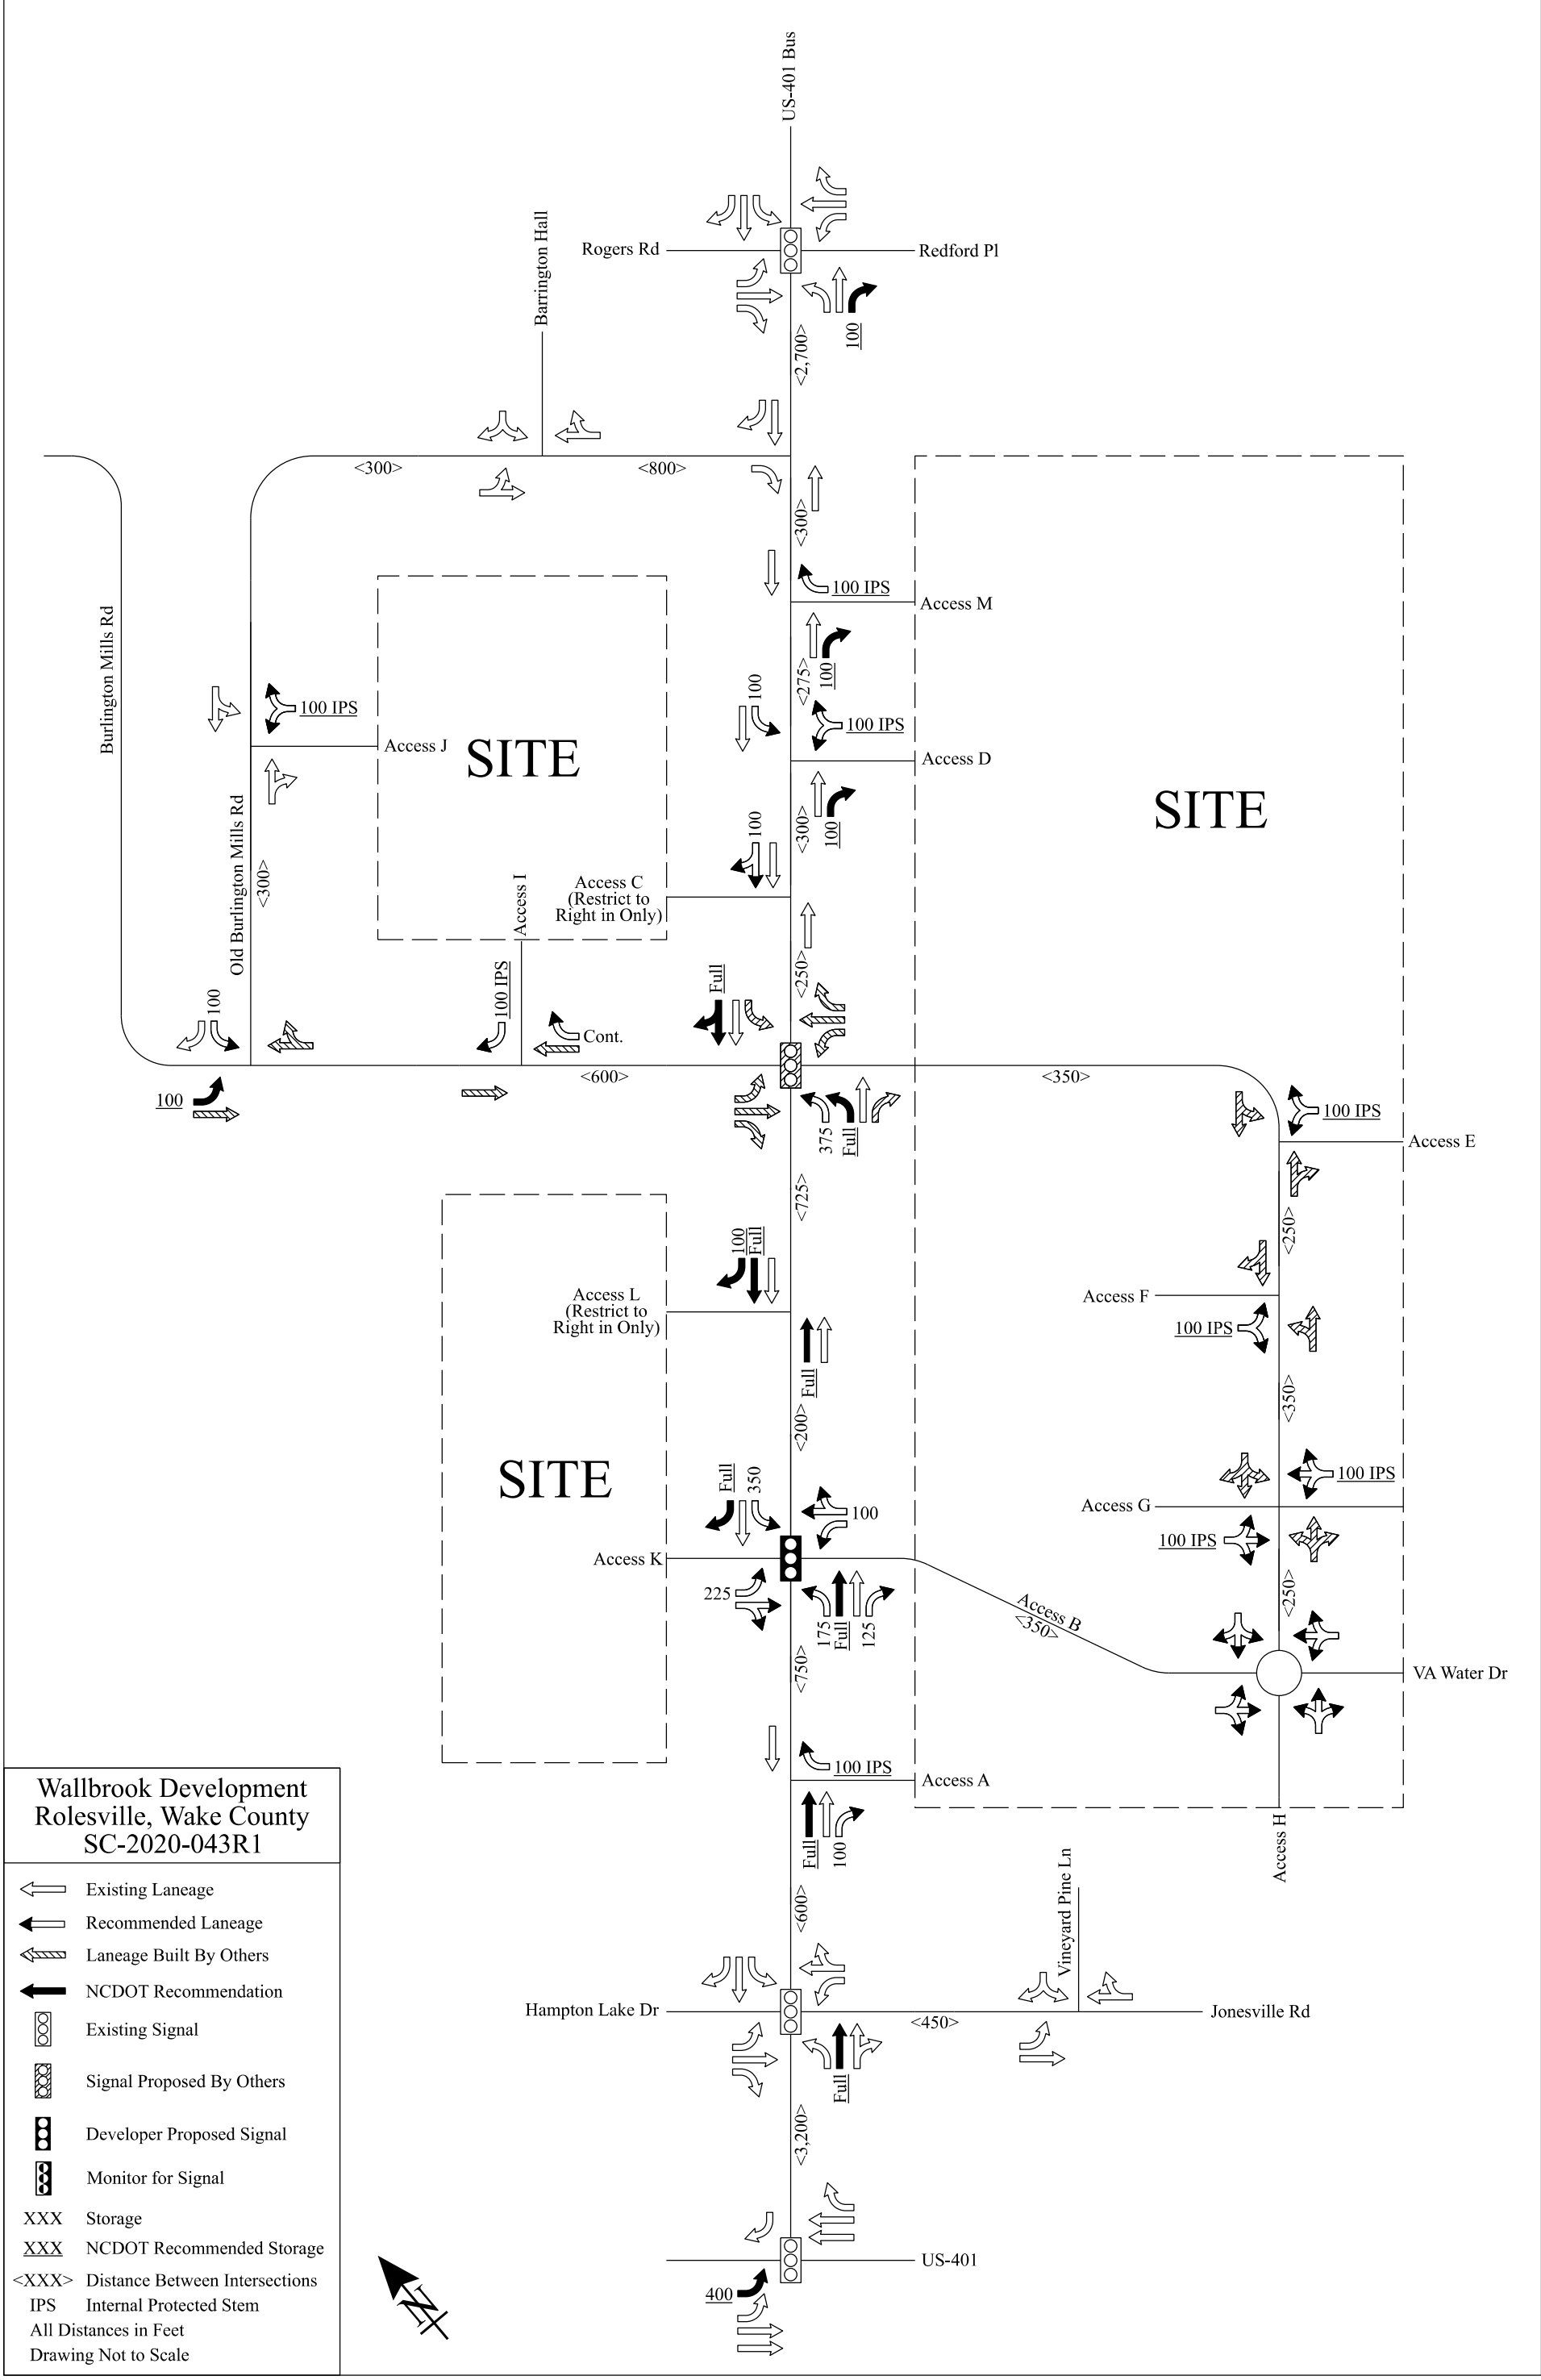 US-401 Bus
Rogers Rd
Redford Pl
100
<2,700>
Barrington Hall
<300>
<800>
<300>
100 IPS
Access M
100
<275>
Burlington Mills Rd
100 IPS
Access J
SITE
100
100 IPS
Access D
SITE
100
<300>
Old Burlington Mills Rd
<300>
100
Access C
(Restrict to
Right in Only)
Access I
<250>
100
100 IPS
Cont.
Full
<600>
<350>
100
375
Full
100 IPS
Access E
<725>
<250>
100
Full
Access L
(Restrict to
Right in Only)
Access F
100 IPS
Full
<200>
<350>
SITE
Full
350
100
100 IPS
Access G
100 IPS
Access K
225
175
Full
125
Access B
<350>
<250>
VA Water Dr
<750>
100 IPS
Access A
Full
100
Access H
<600>
Vineyard Pine Ln
Hampton Lake Dr
<450>
Jonesville Rd
Full
<3,200>
US-401
400
N
Wallbrook Development
Rolesville, Wake County
SC-2020-043R1
Existing Laneage
Recommended Laneage
Laneage Built By Others
NCDOT Recommendation
Existing Signal
Signal Proposed By Others
Developer Proposed Signal
Monitor for Signal
XXX Storage
XXX NCDOT Recommended Storage
<XXX> Distance Between Intersections
IPS Internal Protected Stem
All Distances in Feet
Drawing Not to Scale